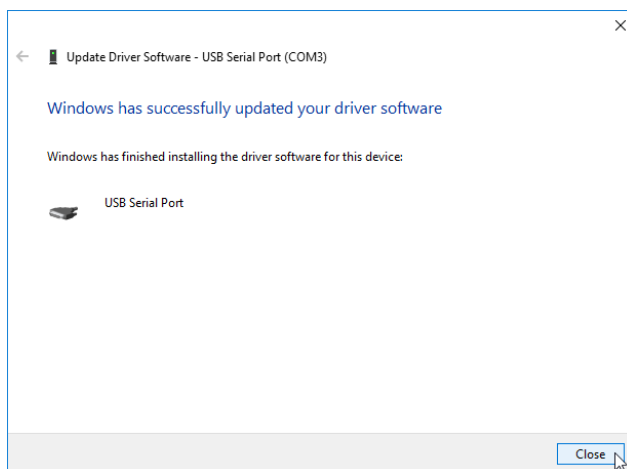 Update Driver Software - USB Serial Port (COM3)
Windows has successfully updated your driver software
Windows has finished installing the driver software for this device:
USB Serial Port
Close